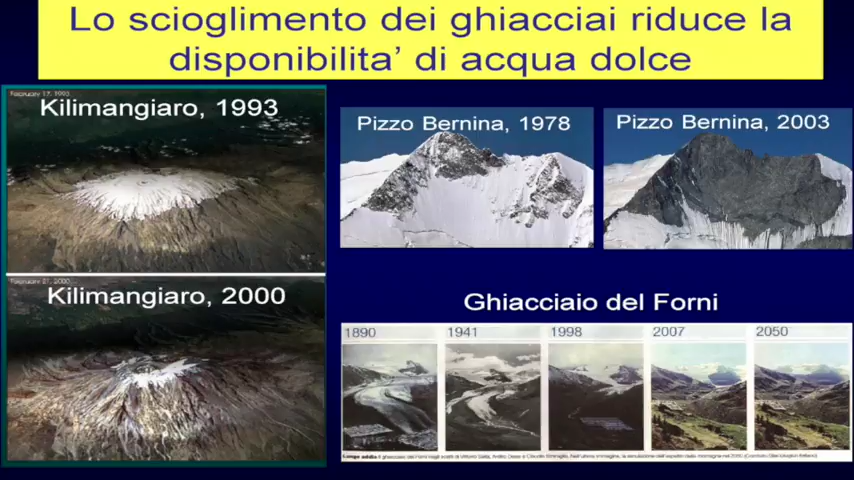 Lo scioglimento dei ghiacciai riduce la
disponibilita' di acqua dolce
Kilimangiaro, 1993
Kilimangiaro, 2000
Pizzo Bernina, 1978
Pizzo Bernina, 2003
Ghiacciaio del Forni
1890
1941
1998
2007
2050